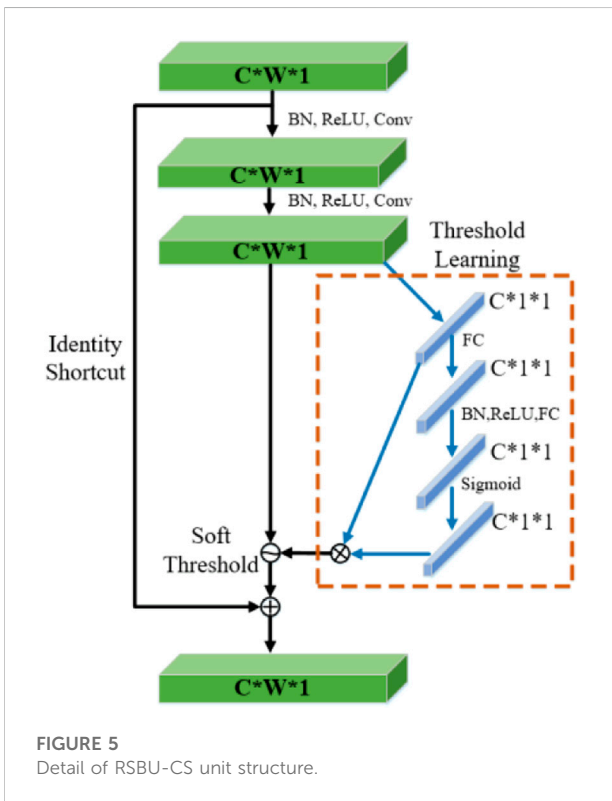 C*W*1
BN, ReLU, Conv
C*W*1
BN, ReLU, Conv
C*W*1
Threshold
Learning
C*1*1
FC
Identity
Shortcut
C*1*1
BN,ReLU,FC
C*1*1
Sigmoid
C*1*1
Soft
Threshold
C*W*1
FIGURE 5
Detail of RSBU-CS unit structure.